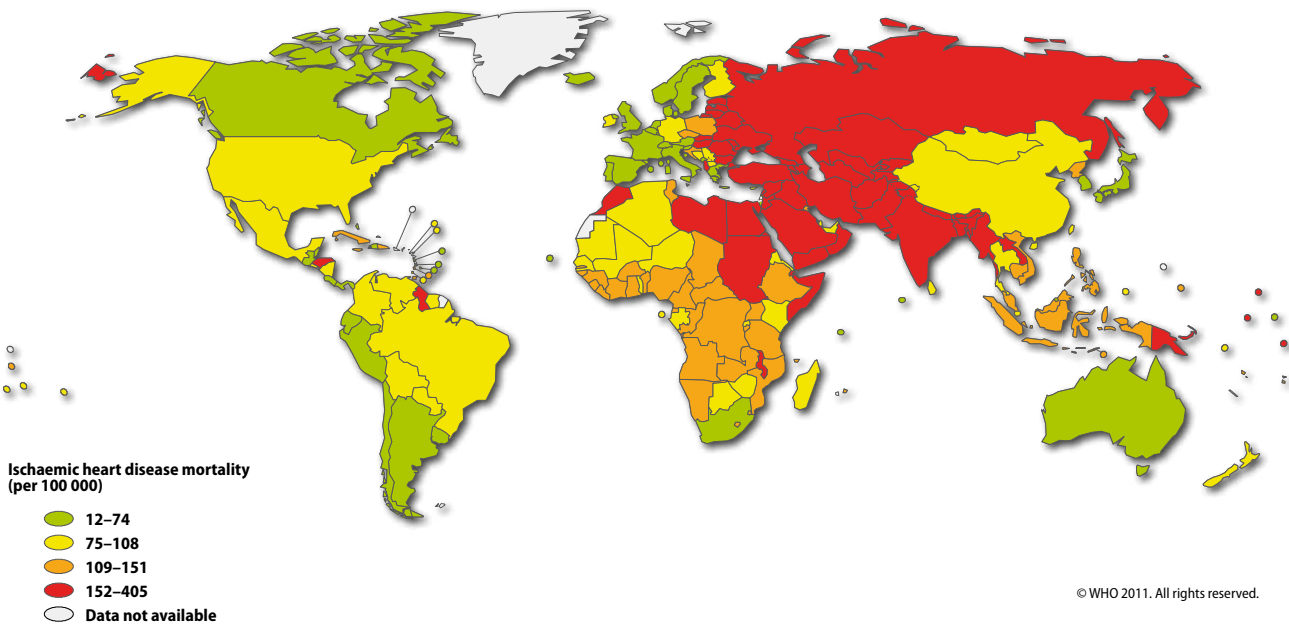 Ischaemic heart disease mortality
(per 100 000)
12–74
75–108
109–151
152–405
Data not available
© WHO 2011. All rights reserved.